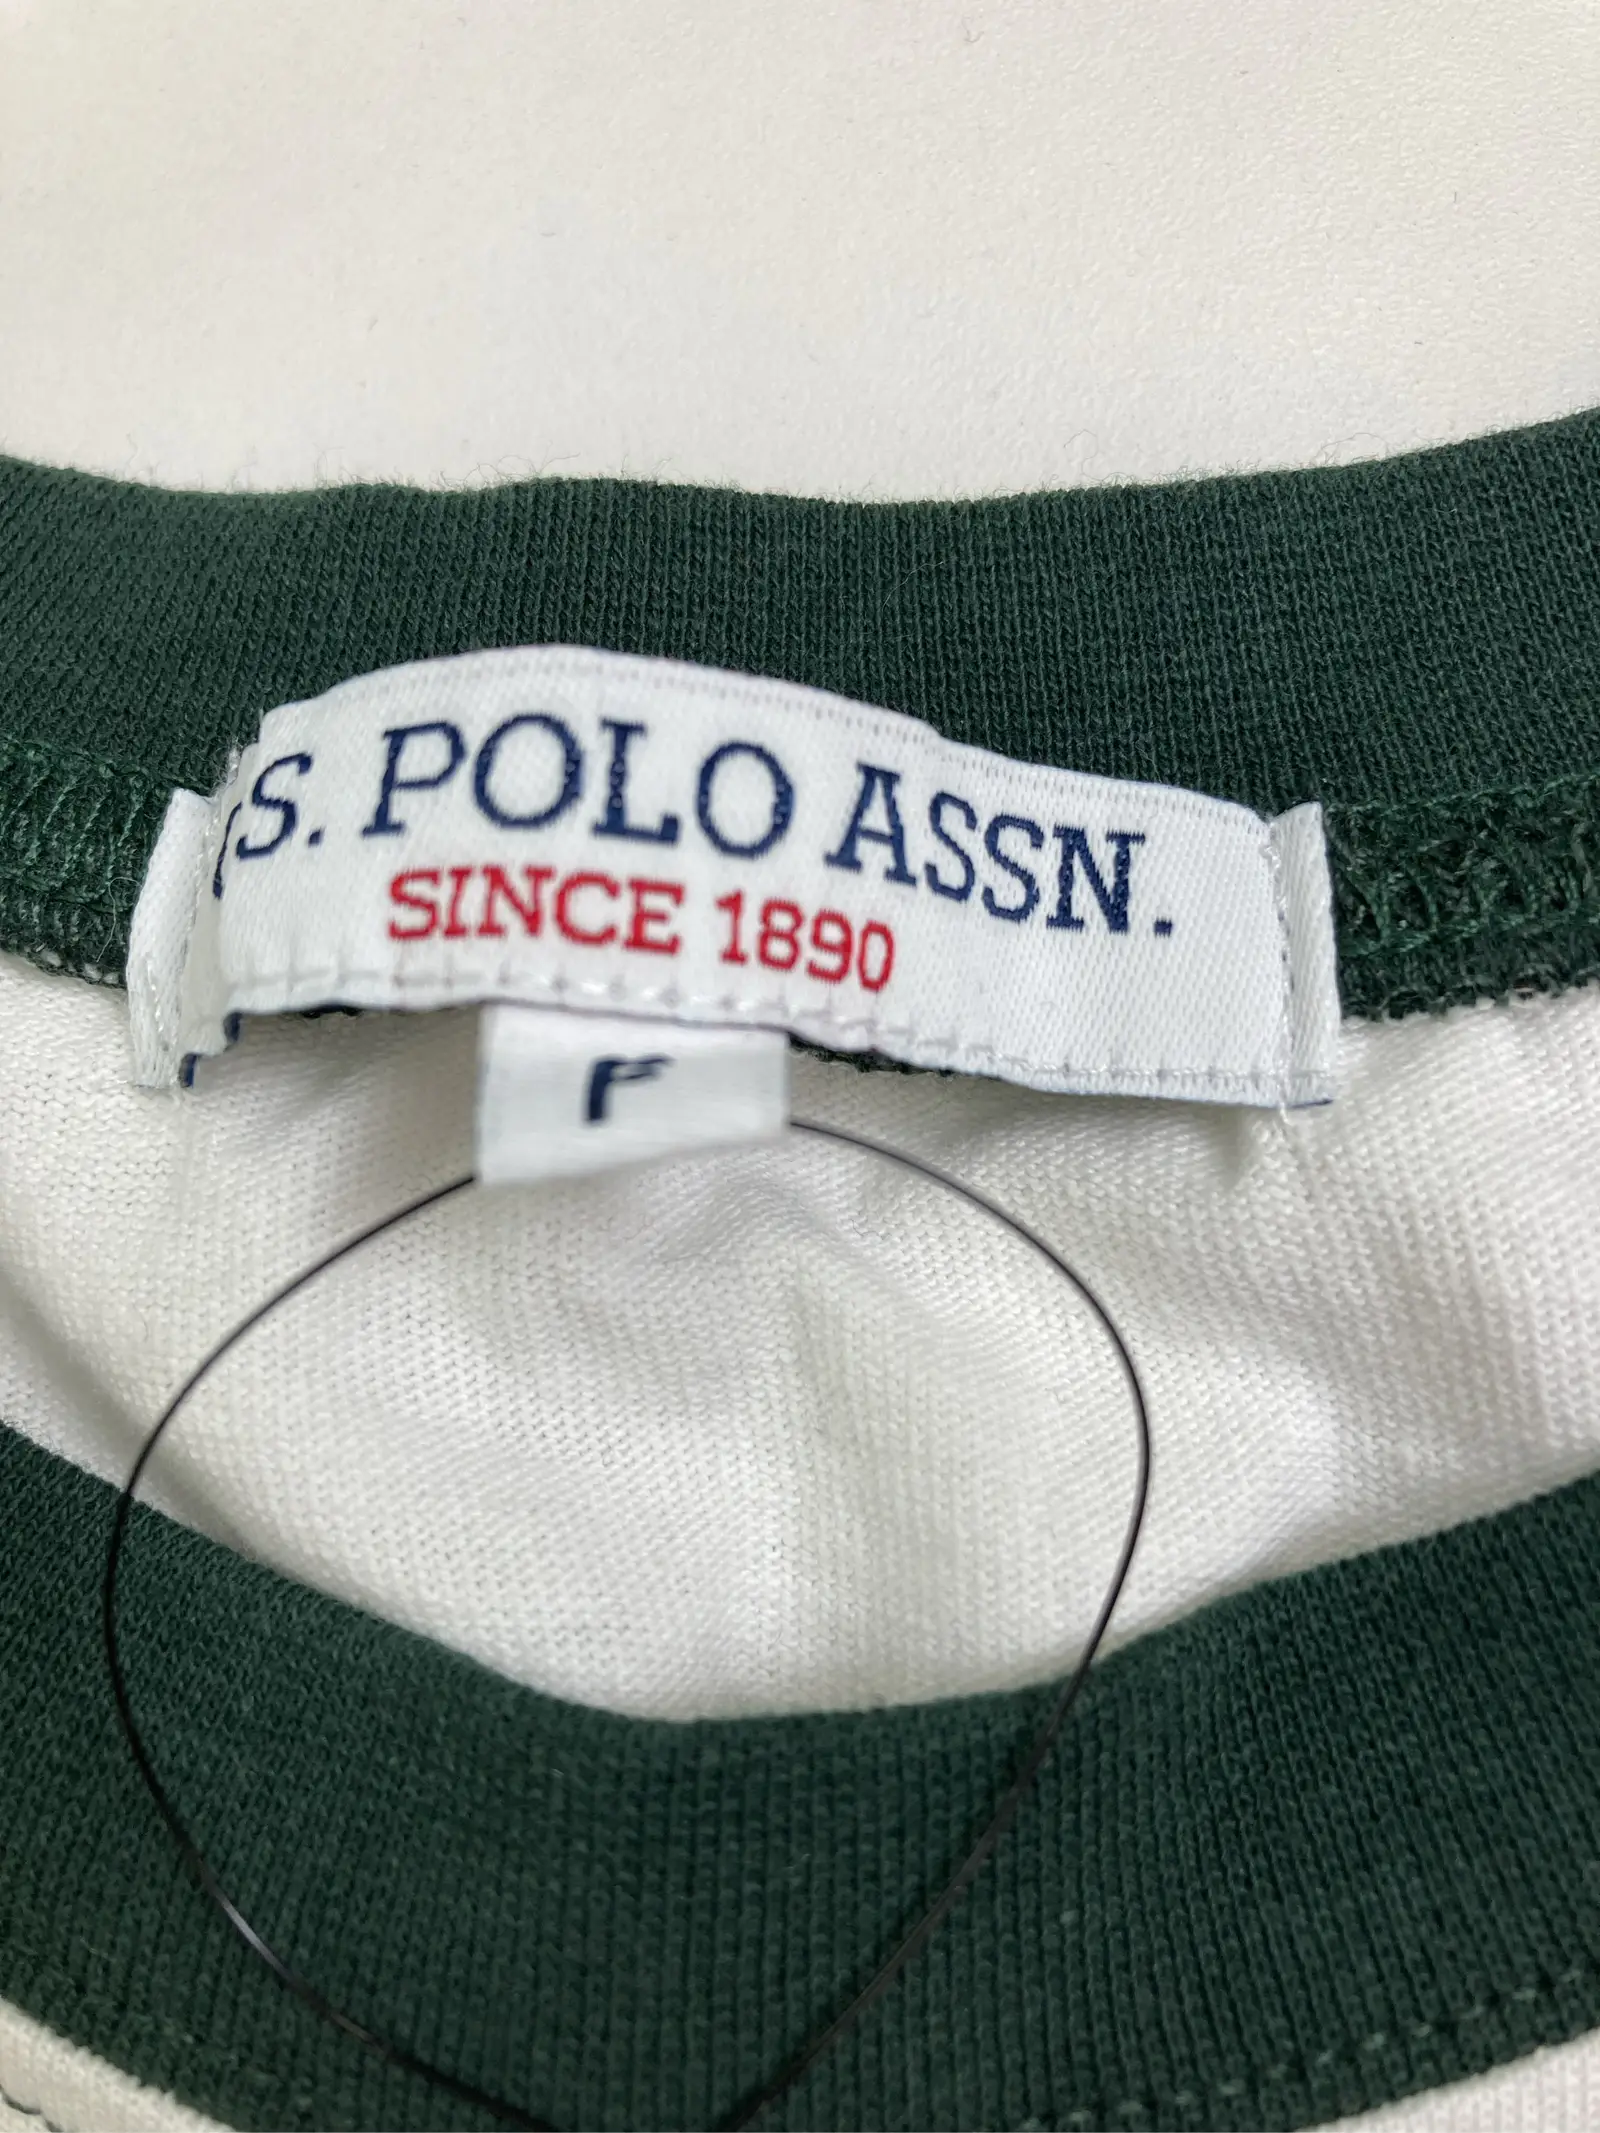 U.S. POLO ASSN.
SINCE 1890
F